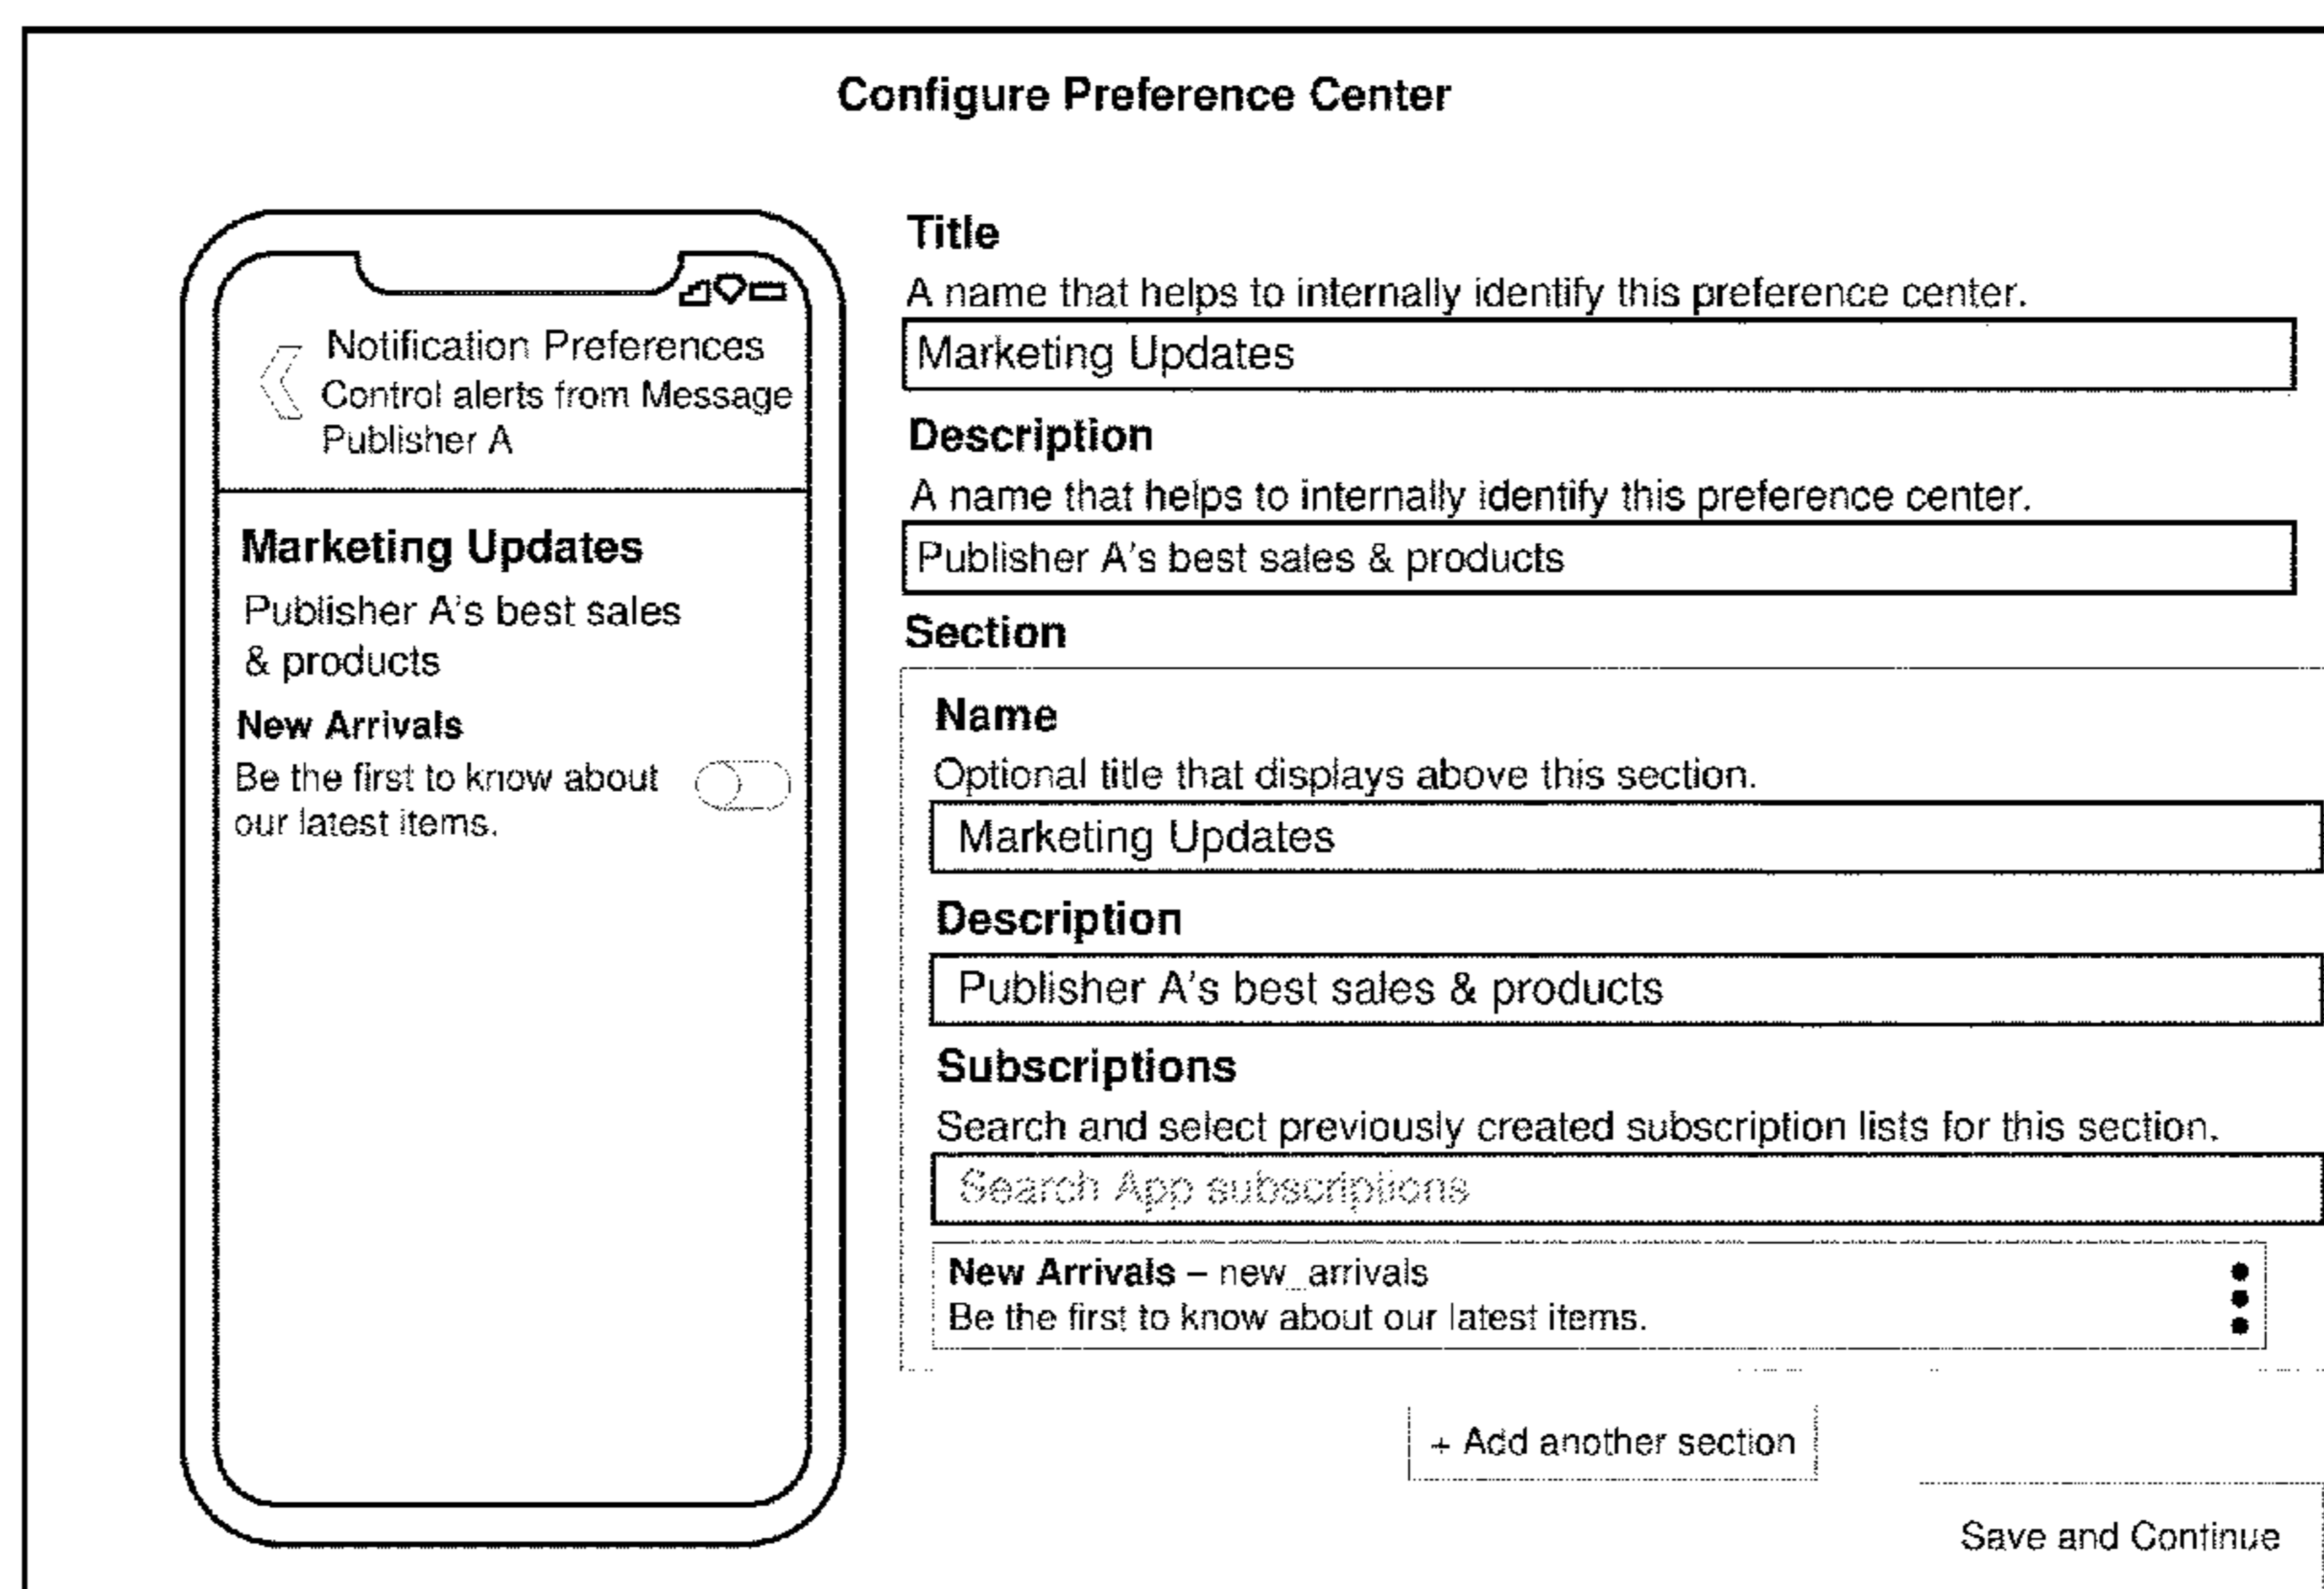 Configure Preference Center
Notification Preferences
Control alerts from Message
Publisher A
Marketing Updates
Publisher A's best sales
& products
New Arrivals
Be the first to know about
our latest items.
Title
A name that helps to internally identify this preference center.
Marketing Updates
Description
A name that helps to internally identify this preference center.
Publisher A's best sales & products
Section
Name
Optional title that displays above this section.
Marketing Updates
Description
Publisher A's best sales & products
Subscriptions
Search and select previously created subscription lists for this section.
Search App subscriptions
New Arrivals – new_arrivals
Be the first to know about our latest items.
+ Add another section
Save and Continue